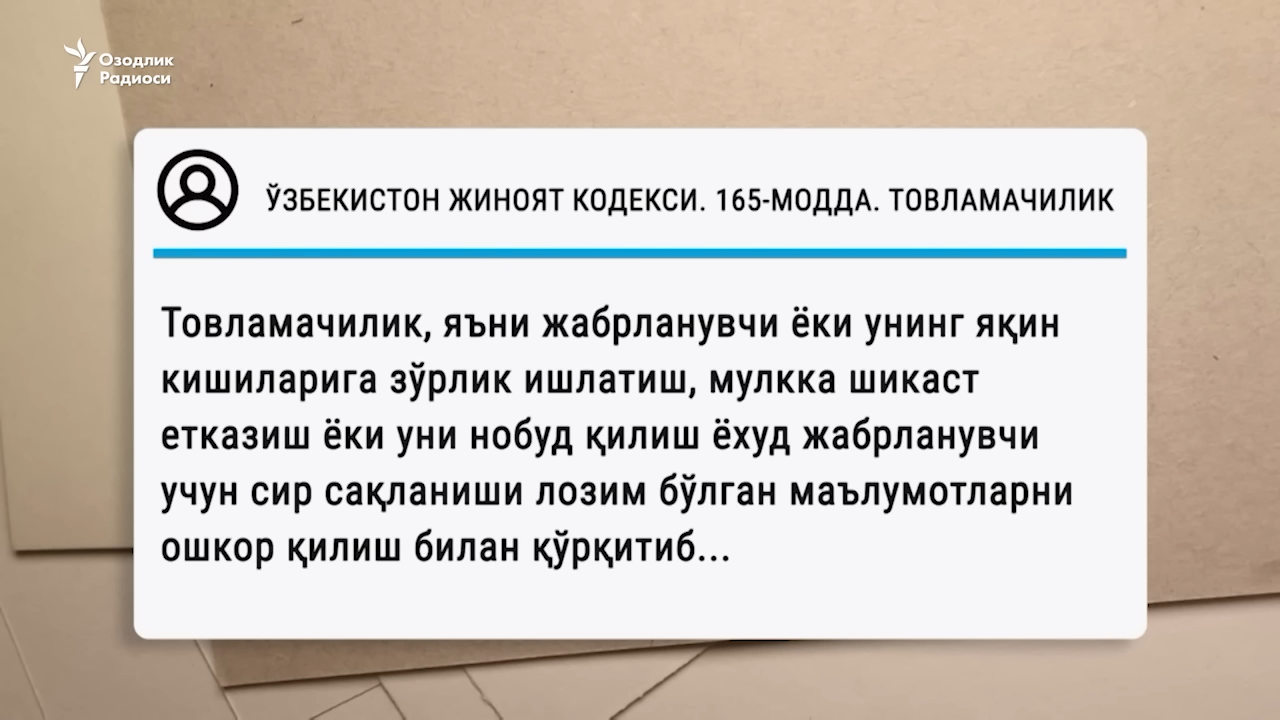 Озодлик
Радиоси
ЎЗБЕКИСТОН ЖИНОЯТ КОДЕКСИ. 165-МОДДА. ТОВЛАМАЧИЛИК
Товламачилик, яъни жабрланувчи ёки унинг яқин
кишиларига зўрлик ишлатиш, мулкка шикаст
етказиш ёки уни нобуд қилиш ёхуд жабрланувчи
учун сир сақланиши лозим бўлган маълумотларни
ошкор қилиш билан қўрқитиб...